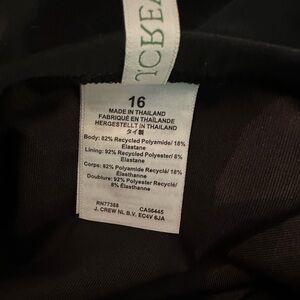 JCREW
16
MADE IN THAILAND
FABRIQUÉ EN THAÏLANDE
HERGESTELLT IN THAILAND
タイ製
Body: 82% Recycled Polyamide/ 18%
Elastane
Lining: 92% Recycled Polyester/ 8%
Elastane
Corps: 82% Polyamide Recyclé/ 18%
Élasthanne
Doublure: 92% Polyester Recyclé/
8% Élasthanne
RN77388
CA56445
J. CREW NL B.V, EC4V 6JA